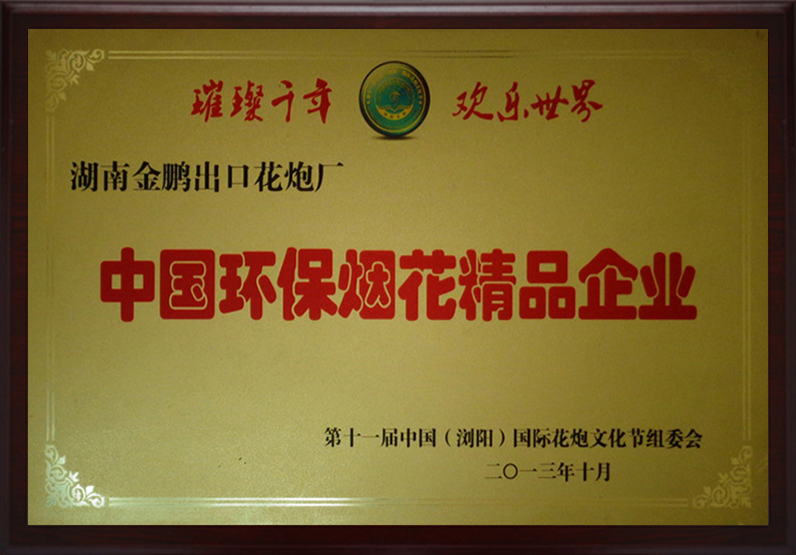 璀璨千年 欢乐世界
湖南金鹏出口花炮厂
中国环保烟花精品企业
第十一届中国（浏阳）国际花炮文化节组委会
二〇一三年十月